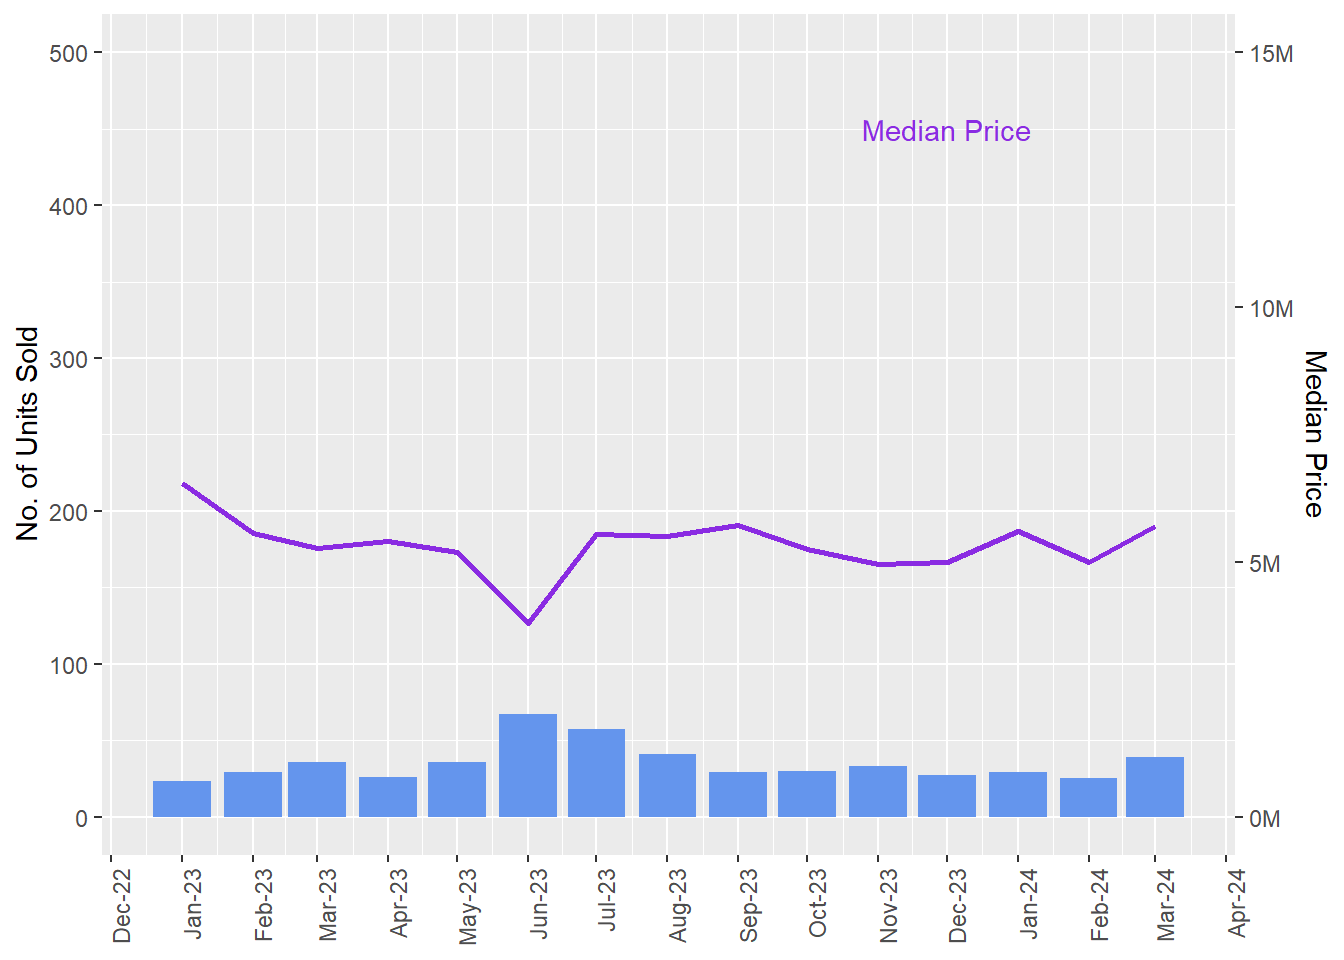 500
400
300
200
100
0
No. of Units Sold
Median Price
15M
10M
5M
0M
Median Price
Dec-22
Jan-23
Feb-23
Mar-23
Apr-23
May-23
Jun-23
Jul-23
Aug-23
Sep-23
Oct-23
Nov-23
Dec-23
Jan-24
Feb-24
Mar-24
Apr-24